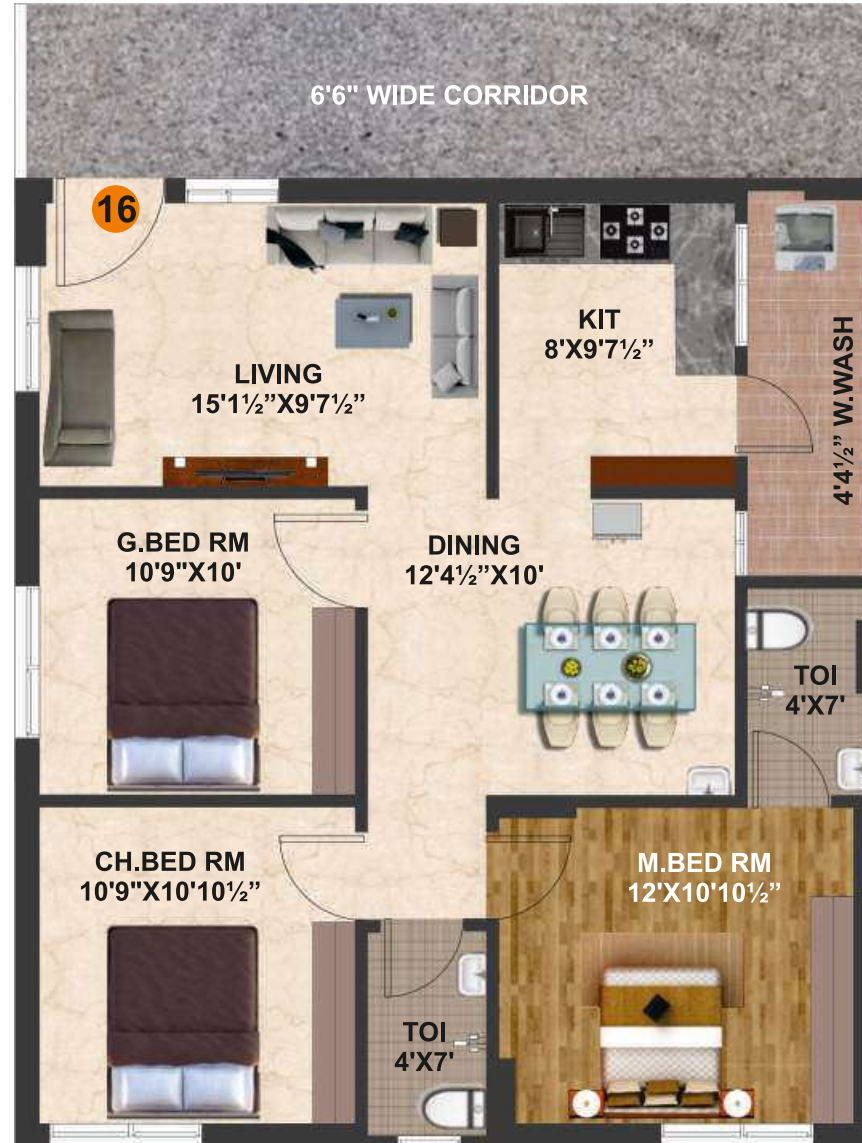 6'6" WIDE CORRIDOR
16
KIT
8'X9'7½”
LIVING
15'1½”X9'7½”
4'4½” W.WASH
G.BED RM
10'9"X10'
DINING
12'4½”X10'
TOI
4'X7'
CH.BED RM
10'9"X10'10½”
M.BED RM
12'X10'10½”
TOI
4'X7'